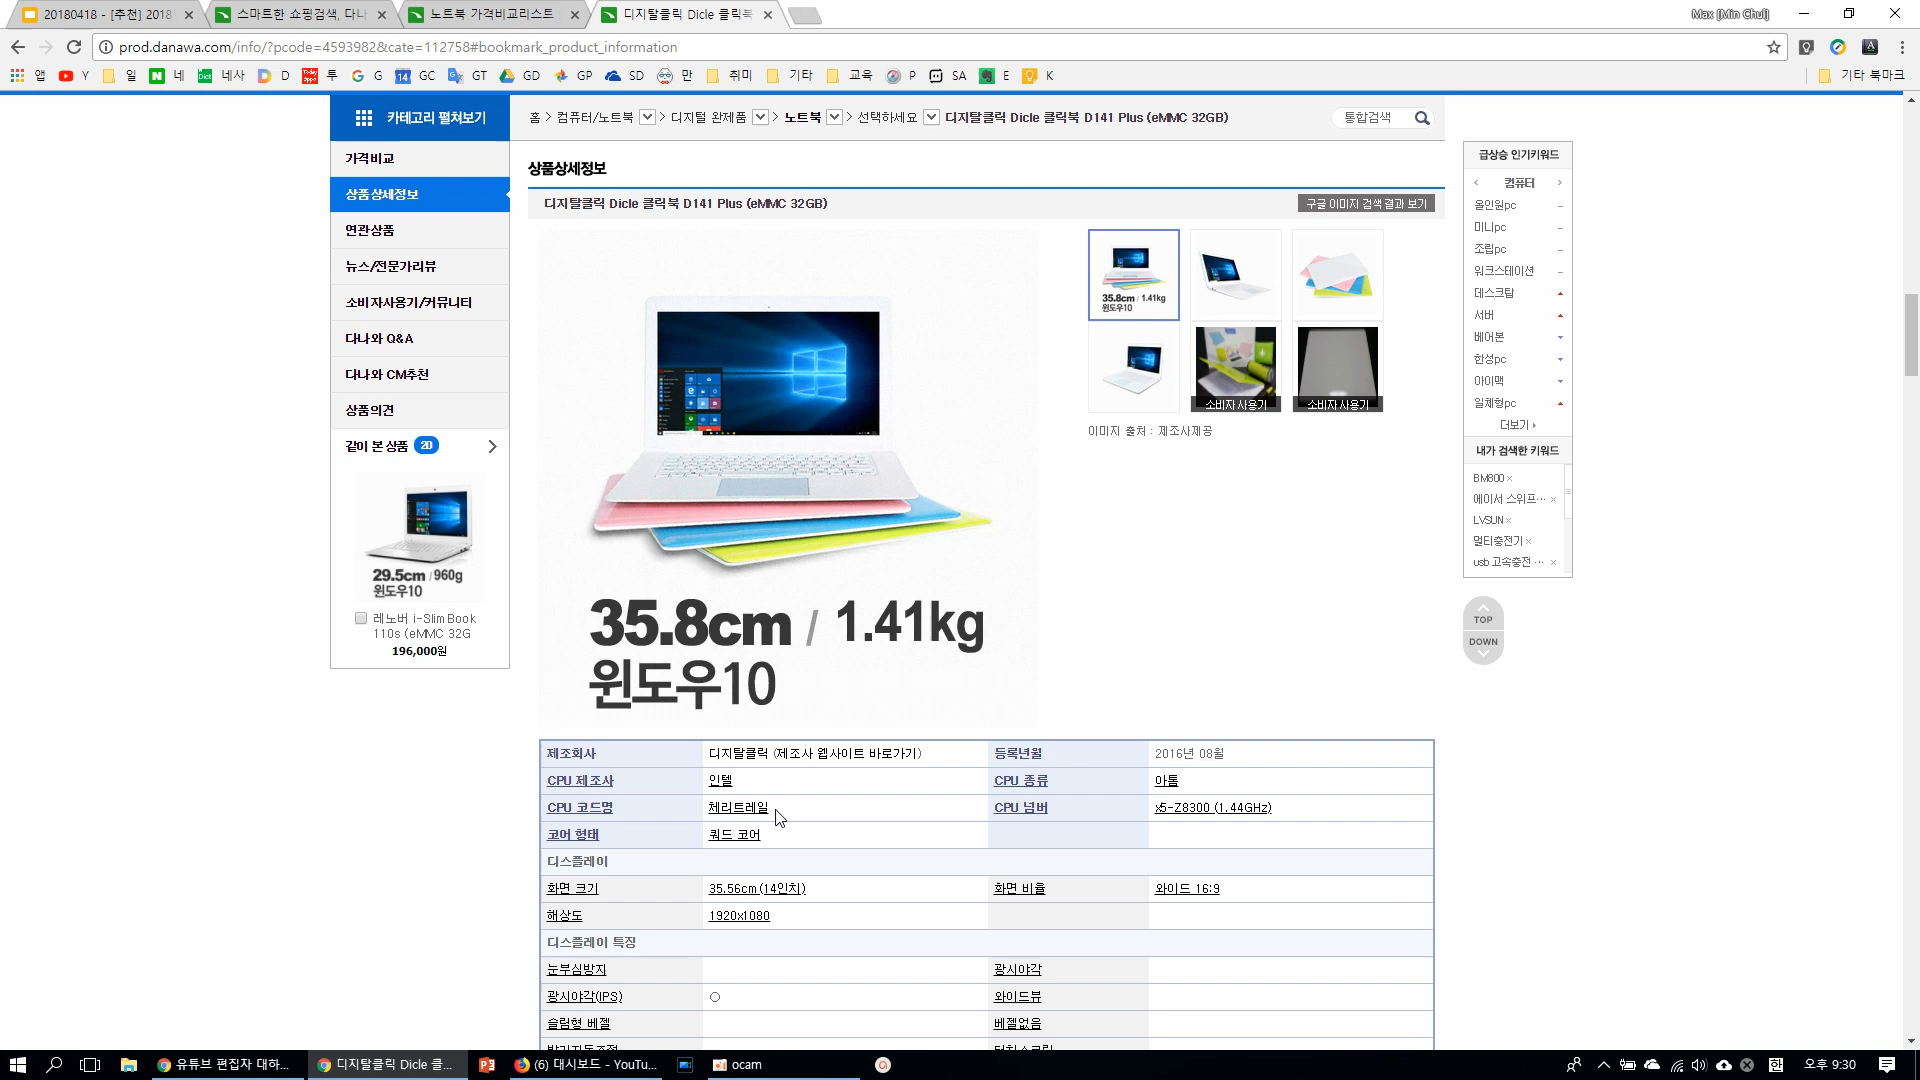 20180418 - [추천] 2018
스마트한 쇼핑검색, 다나
노트북 가격비교리스트
디지탈클릭 Dicle 클릭북
Max [Min Chul]
prod.danawa.com/info/?pcode=4593982&cate=112758#bookmark_product_information
앱 Y 일 네 네사 D 투 G GC GT GD GP SD 만 취미 기타 교육 P SA E K 기타 북마크
카테고리 펼쳐보기
홈 > 컴퓨터/노트북 > 디지털 완제품 > 노트북 > 선택하세요 디지탈클릭 Dicle 클릭북 D141 Plus (eMMC 32GB)
통합검색
가격비교
상품상세정보
연관상품
뉴스/전문가리뷰
소비자사용기/커뮤니티
다나와 Q&A
다나와 CM추천
상품의견
같이 본 상품 20
29.5cm / 960g
윈도우10
레노버 i-Slim Book
110s (eMMC 32G
196,000원
상품상세정보
디지탈클릭 Dicle 클릭북 D141 Plus (eMMC 32GB)
구글 이미지 검색결과 보기
35.8cm / 1.41kg
윈도우10
35.8cm / 1.41kg
윈도우10
소비자사용기
소비자사용기
이미지 출처 : 제조사제공
급상승 인기키워드
컴퓨터
올인원pc
미니pc
조립pc
워크스테이션
데스크탑
서버
베어본
한성pc
아이맥
일체형pc
더보기
내가 검색한 키워드
BM800 ×
에이서 스위프··· ×
LVSUN ×
멀티충전기 ×
usb 고속충전 ··· ×
TOP
DOWN
제조회사 디지탈클릭 (제조사 웹사이트 바로가기) 등록년월 2016년 08월
CPU 제조사 인텔 CPU 종류 아톰
CPU 코드명 체리트레일 CPU 넘버 x5-Z8300 (1.44GHz)
코어 형태 쿼드 코어
디스플레이
화면 크기 35.56cm(14인치) 화면 비율 와이드 16:9
해상도 1920x1080
디스플레이 특징
눈부심방지 광시야각
광시야각(IPS) ○ 와이드뷰
슬림형 베젤 베젤없음
유튜브 편집자 대하...
디지탈클릭 Dicle 클...
(6) 대시보드 - YouTu...
ocam
한
오후 9:30